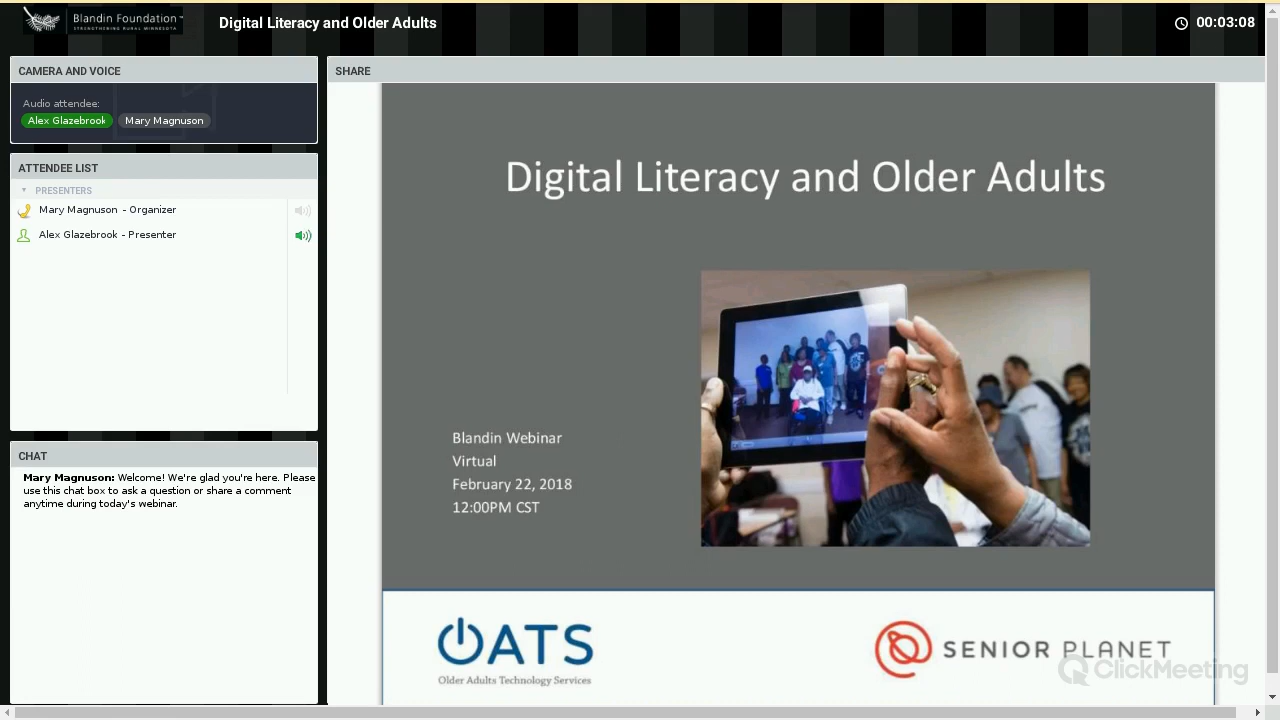 Blandin Foundation™
STRENGTHENING RURAL MINNESOTA
Digital Literacy and Older Adults
00:03:08
CAMERA AND VOICE
Audio attendee:
Alex Glazebrook
Mary Magnuson
ATTENDEE LIST
PRESENTERS
Mary Magnuson - Organizer
Alex Glazebrook - Presenter
CHAT
Mary Magnuson: Welcome! We're glad you're here. Please
use this chat box to ask a question or share a comment
anytime during today's webinar.
SHARE
Digital Literacy and Older Adults
Blandin Webinar
Virtual
February 22, 2018
12:00PM CST
OATS
Older Adults Technology Services
SENIOR PLANET
ClickMeeting